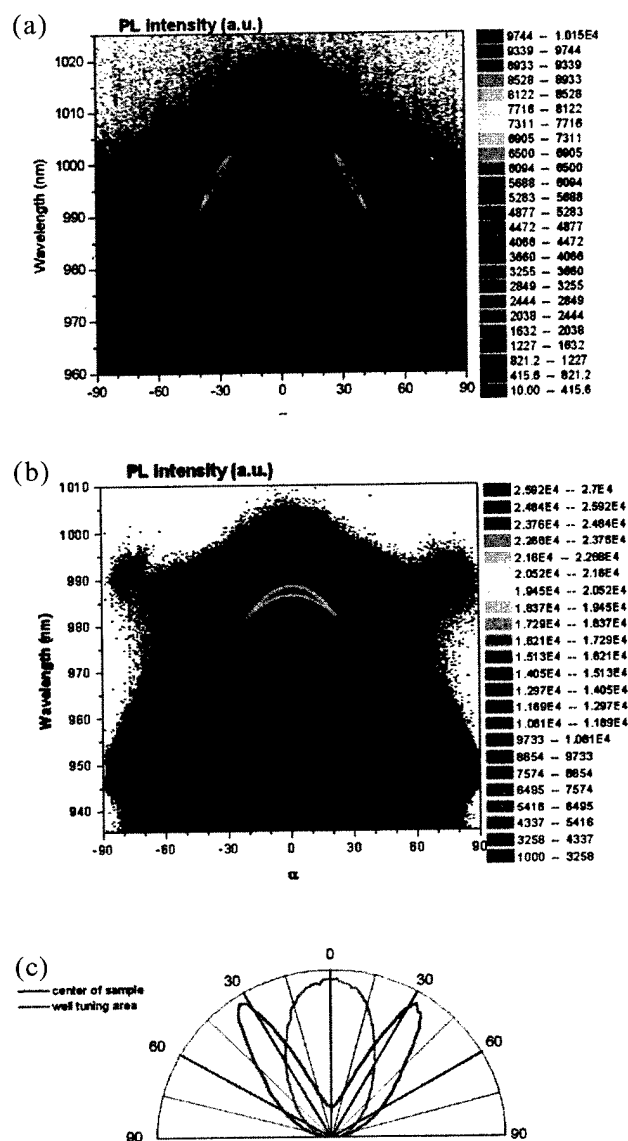 (a)
PL intensity (a.u.)
1020
1010
1000
990
980
970
960
Wavelength (nm)
-90 -60 -30 0 30 60 90
9744 -- 1.015E4
9339 -- 9744
8933 -- 9339
8528 -- 8933
8122 -- 8528
7716 -- 8122
7311 -- 7716
6905 -- 7311
6500 -- 6905
6094 -- 6500
5688 -- 6094
5283 -- 5688
4877 -- 5283
4472 -- 4877
4066 -- 4472
3660 -- 4066
3255 -- 3660
2849 -- 3255
2444 -- 2849
2038 -- 2444
1632 -- 2038
1227 -- 1632
821.2 -- 1227
415.6 -- 821.2
10.00 -- 415.6
(b)
PL intensity (a.u.)
1010
1000
990
980
970
960
950
940
Wavelength (nm)
-90 -60 -30 0 30 60 90
α
2.592E4 -- 2.7E4
2.484E4 -- 2.592E4
2.376E4 -- 2.484E4
2.268E4 -- 2.376E4
2.16E4 -- 2.268E4
2.052E4 -- 2.16E4
1.945E4 -- 2.052E4
1.837E4 -- 1.945E4
1.729E4 -- 1.837E4
1.621E4 -- 1.729E4
1.513E4 -- 1.621E4
1.405E4 -- 1.513E4
1.297E4 -- 1.405E4
1.189E4 -- 1.297E4
1.081E4 -- 1.189E4
9733 -- 1.081E4
8654 -- 9733
7574 -- 8654
6495 -- 7574
5416 -- 6495
4337 -- 5416
3258 -- 4337
1000 -- 3258
(c)
center of sample
well tuning area
0
30 30
60 60
90 90